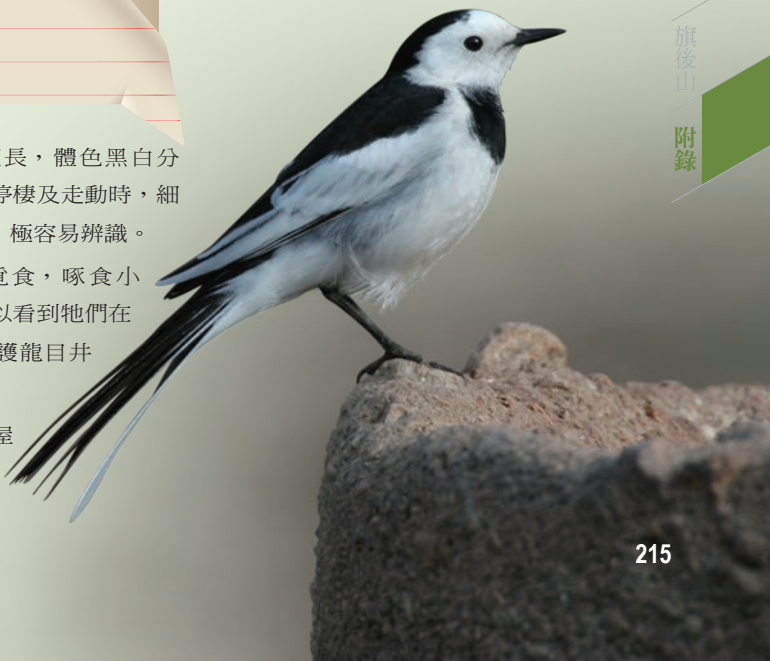 長，體色黑白分
停棲及走動時，細
極容易辨識。
食，啄食小
以看到牠們在
護龍目井
屋
旗後山
附錄
215